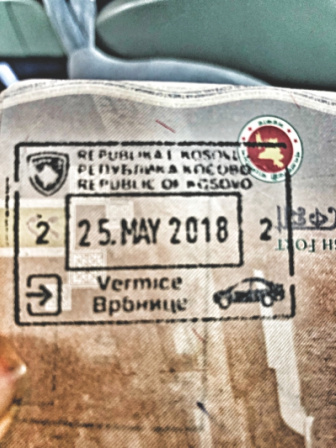 REPUBLIKA E KOSOVËS
РЕПУБЛИКА КОСОВО
REPUBLIC OF KOSOVO
2 25. MAY 2018 2
Vermice
Врбнице